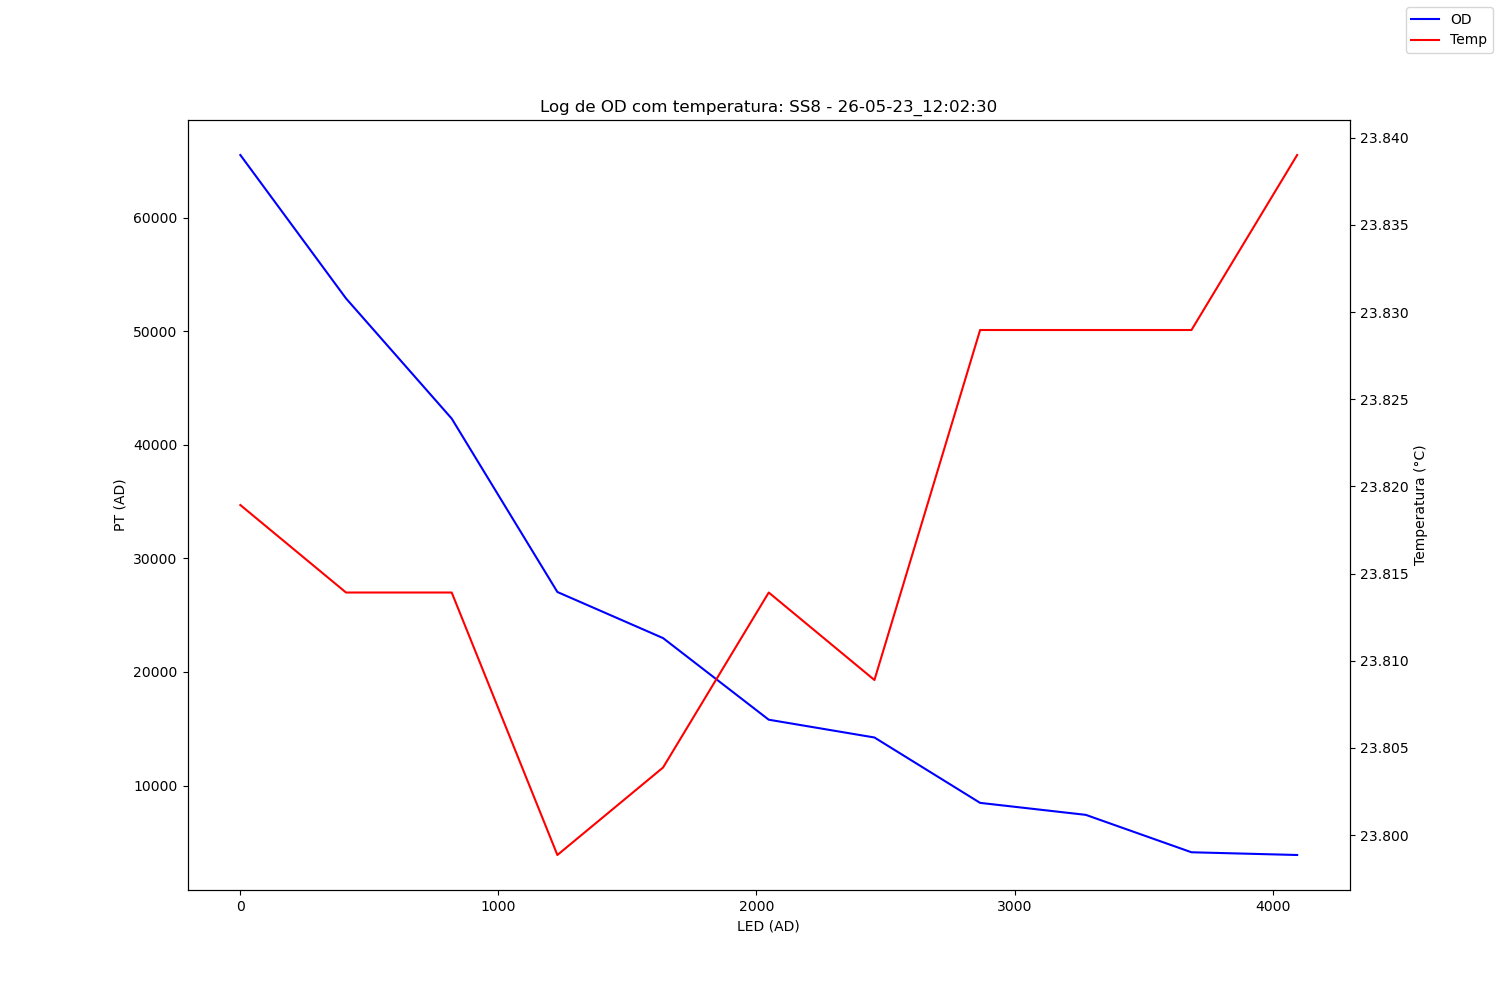 OD
Temp
Log de OD com temperatura: SS8 - 26-05-23_12:02:30
60000
50000
40000
30000
20000
10000
PT (AD)
23.840
23.835
23.830
23.825
23.820
23.815
23.810
23.805
23.800
Temperatura (°C)
0 1000 2000 3000 4000
LED (AD)